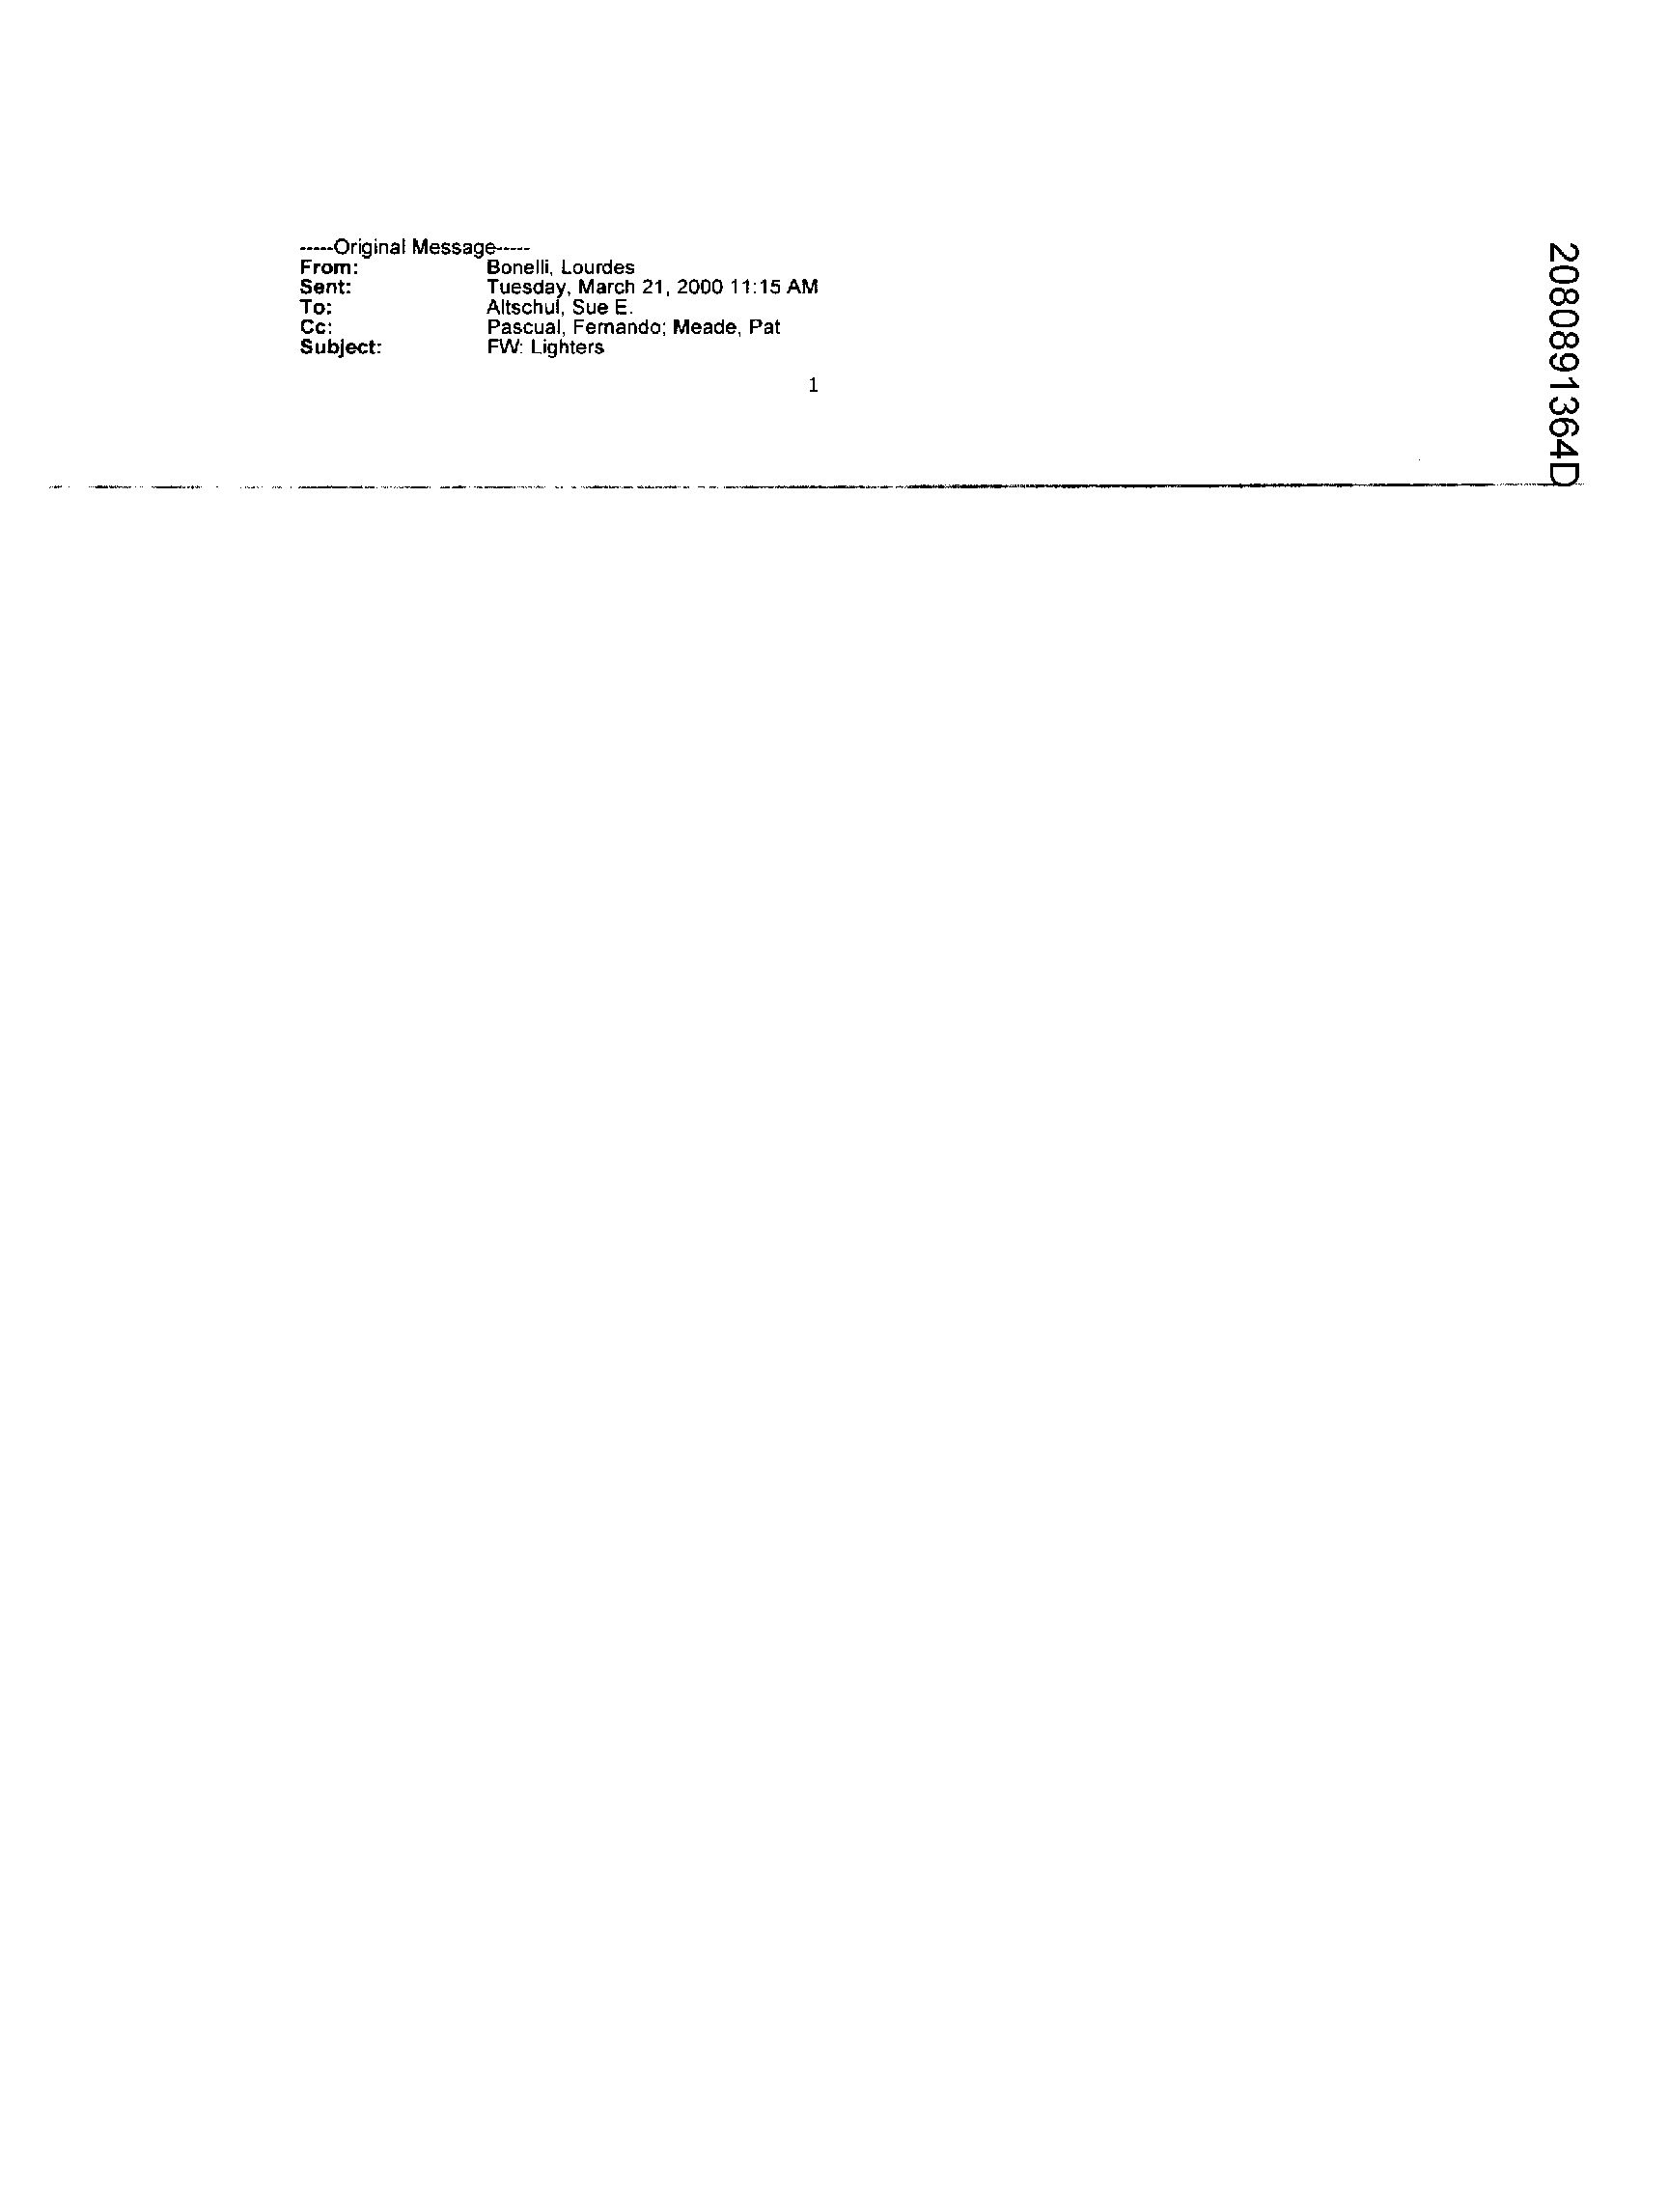 -----Original Message-----
From: Bonelli, Lourdes
Sent: Tuesday, March 21, 2000 11:15 AM
To: Altschul, Sue E.
Cc: Pascual, Fernando; Meade, Pat
Subject: FW: Lighters
1
2080891364D